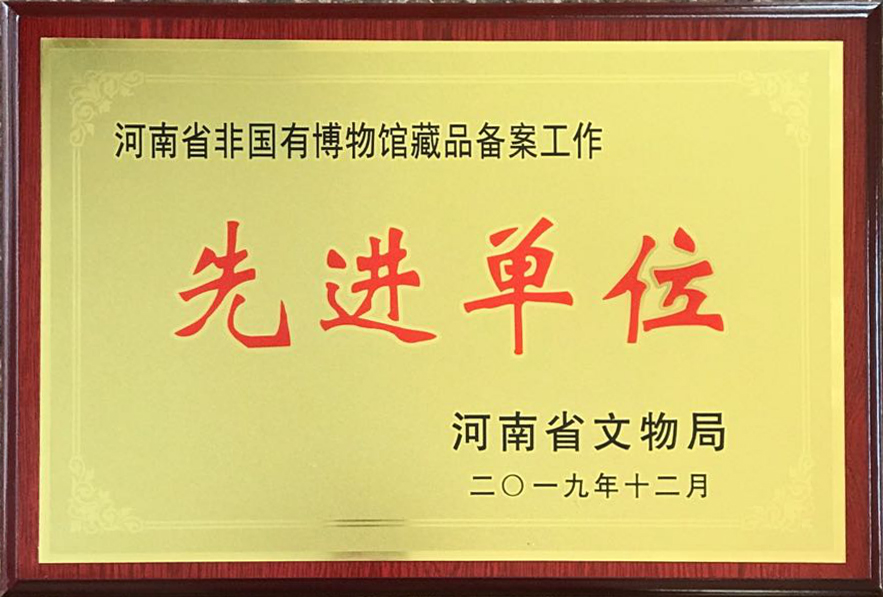 河南省非国有博物馆藏品备案工作
先进单位
河南省文物局
二〇一九年十二月